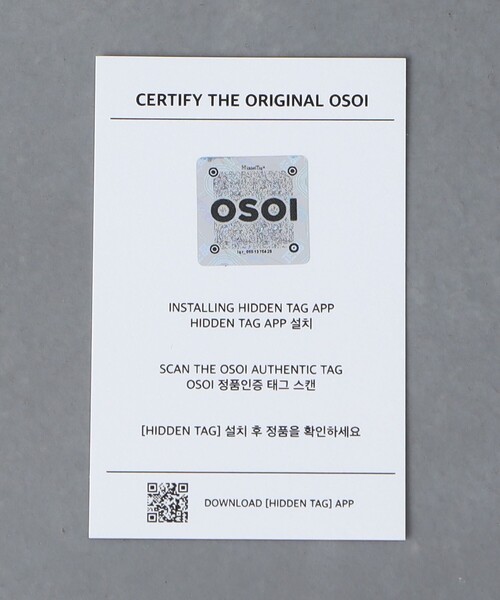 CERTIFY THE ORIGINAL OSOI
HiddenTag
OSOI
INSTALLING HIDDEN TAG APP
HIDDEN TAG APP 설치
SCAN THE OSOI AUTHENTIC TAG
OSOI 정품인증 태그 스캔
[HIDDEN TAG] 설치 후 정품을 확인하세요
DOWNLOAD [HIDDEN TAG] APP